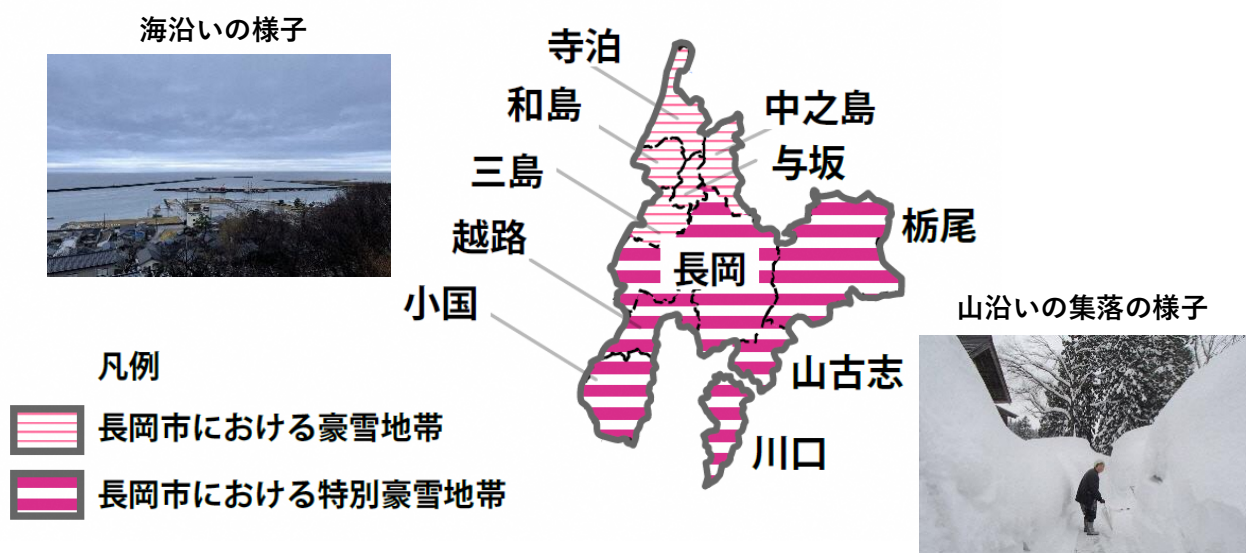 海沿いの様子
寺泊
和島
中之島
与坂
三島
越路
栃尾
長岡
小国
山沿いの集落の様子
山古志
川口
凡例
長岡市における豪雪地帯
長岡市における特別豪雪地帯